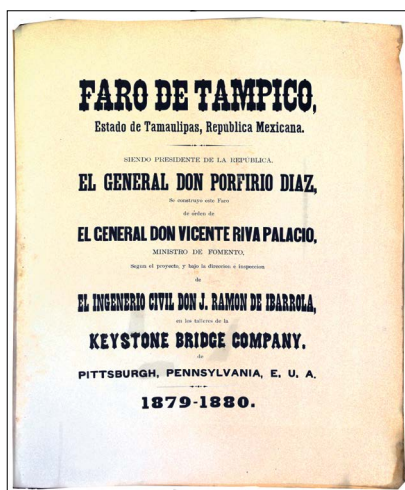 FARO DE TAMPICO,
Estado de Tamaulipas, Republica Mexicana.
SIENDO PRESIDENTE DE LA REPÚBLICA,
EL GENERAL DON PORFIRIO DIAZ,
Se construyo este Faro
de órden de
EL GENERAL DON VICENTE RIVA PALACIO,
MINISTRO DE FOMENTO,
Segun el proyecto, y bajo la direccion é inspeccion
de
EL INGENERIO CIVIL DON J. RAMON DE IBARROLA,
en los talleres de la
KEYSTONE BRIDGE COMPANY,
de
PITTSBURGH, PENNSYLVANIA, E. U. A.
1879-1880.